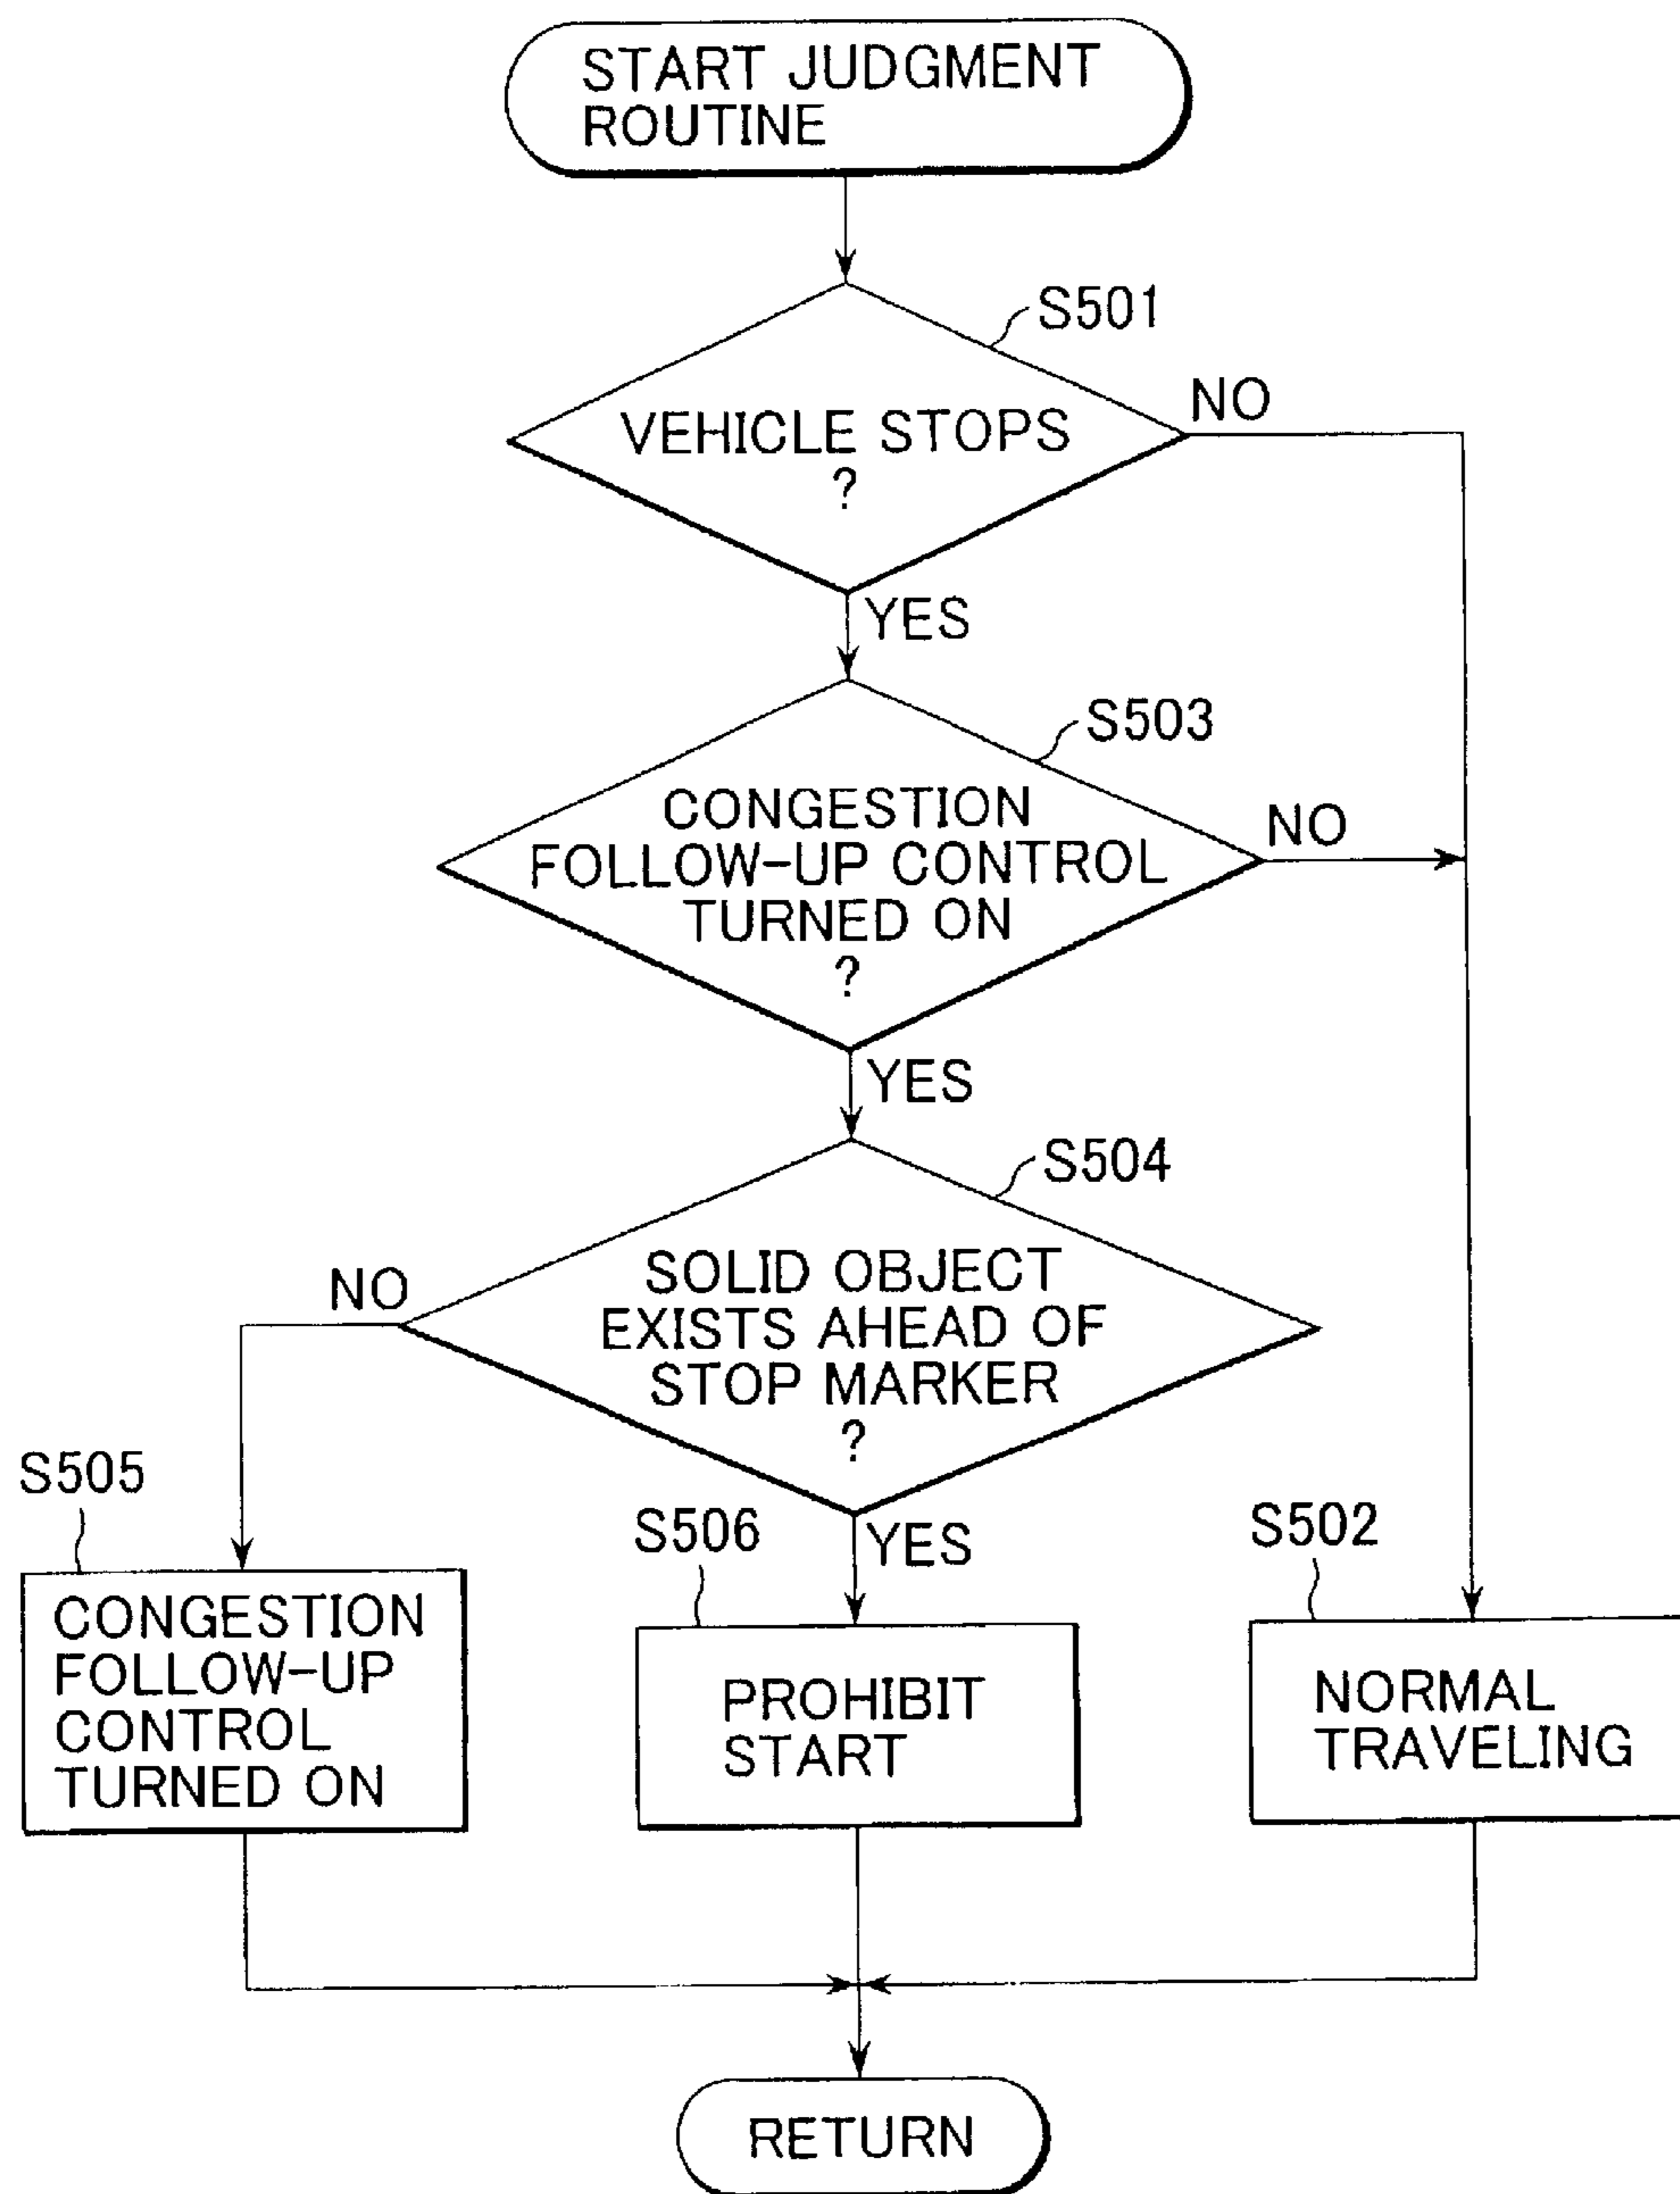 START JUDGMENT
ROUTINE
S501
VEHICLE STOPS
?
NO
YES
S503
CONGESTION
FOLLOW-UP CONTROL
TURNED ON
?
NO
YES
S504
SOLID OBJECT
EXISTS AHEAD OF
STOP MARKER
?
NO
YES
S505
CONGESTION
FOLLOW-UP
CONTROL
TURNED ON
S506
PROHIBIT
START
S502
NORMAL
TRAVELING
RETURN